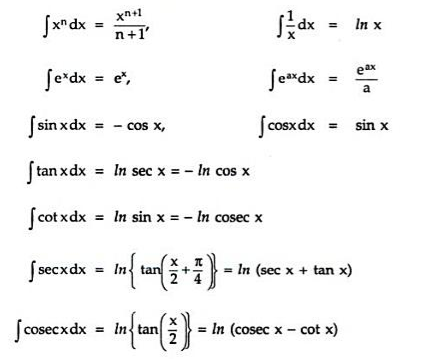 ∫xⁿdx = xⁿ⁺¹/n+1, ∫1/x dx = ln x
∫eˣdx = eˣ, ∫eᵃˣdx = eᵃˣ/a
∫sin x dx = − cos x, ∫cosx dx = sin x
∫tan x dx = ln sec x = − ln cos x
∫cot x dx = ln sin x = − ln cosec x
∫sec x dx = ln{ tan(x/2 + π/4)} = ln (sec x + tan x)
∫cosec x dx = ln{tan(x/2)} = ln (cosec x − cot x)